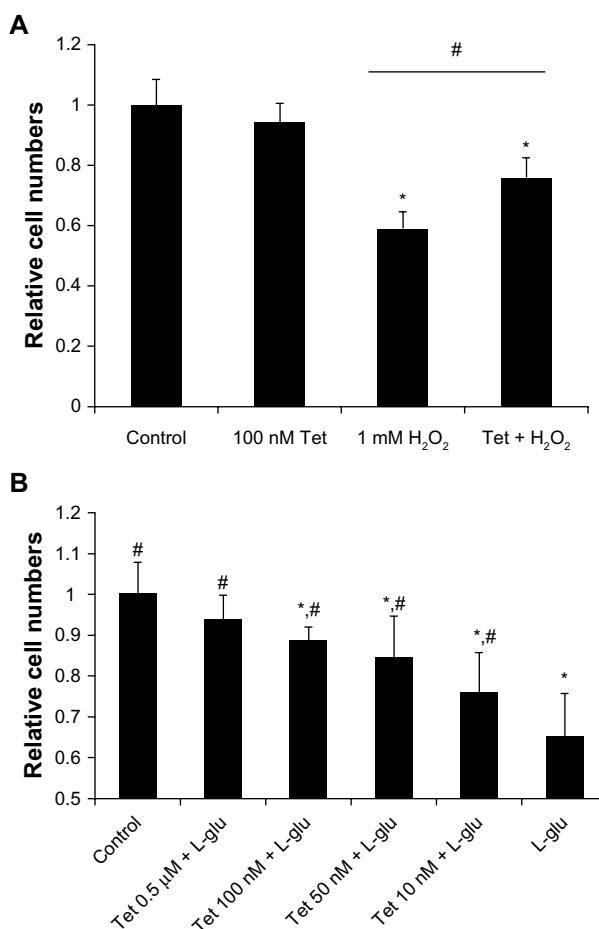 A
1.2
#
1
0.8
*
*
0.6
0.4
0.2
0
Relative cell numbers
Control 100 nM Tet 1 mM H₂O₂ Tet + H₂O₂
B
1.2
1.1
#
#
1
*,#
*,#
0.9
*,#
0.8
*
0.7
0.6
0.5
Relative cell numbers
Control
Tet 0.5 µM + L-glu
Tet 100 nM + L-glu
Tet 50 nM + L-glu
Tet 10 nM + L-glu
L-glu